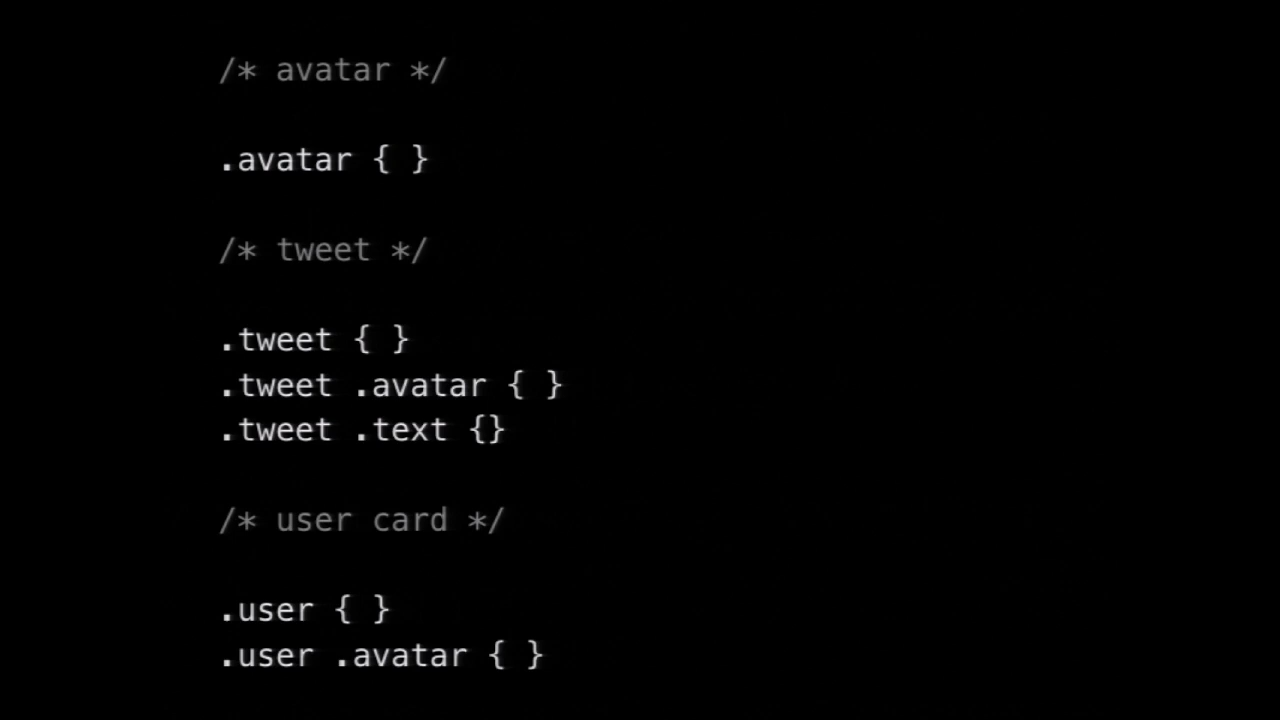 /* avatar */
.avatar { }
/* tweet */
.tweet { }
.tweet .avatar { }
.tweet .text {}
/* user card */
.user { }
.user .avatar { }